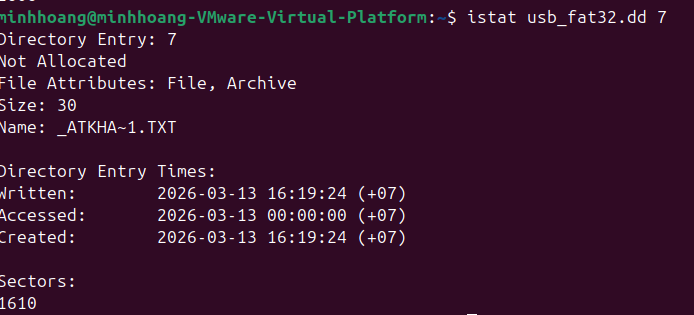 minhhoang@minhhoang-VMware-Virtual-Platform:~$ istat usb_fat32.dd 7
Directory Entry: 7
Not Allocated
File Attributes: File, Archive
Size: 30
Name: _ATKHA~1.TXT
Directory Entry Times:
Written:        2026-03-13 16:19:24 (+07)
Accessed:       2026-03-13 00:00:00 (+07)
Created:        2026-03-13 16:19:24 (+07)
Sectors:
1610